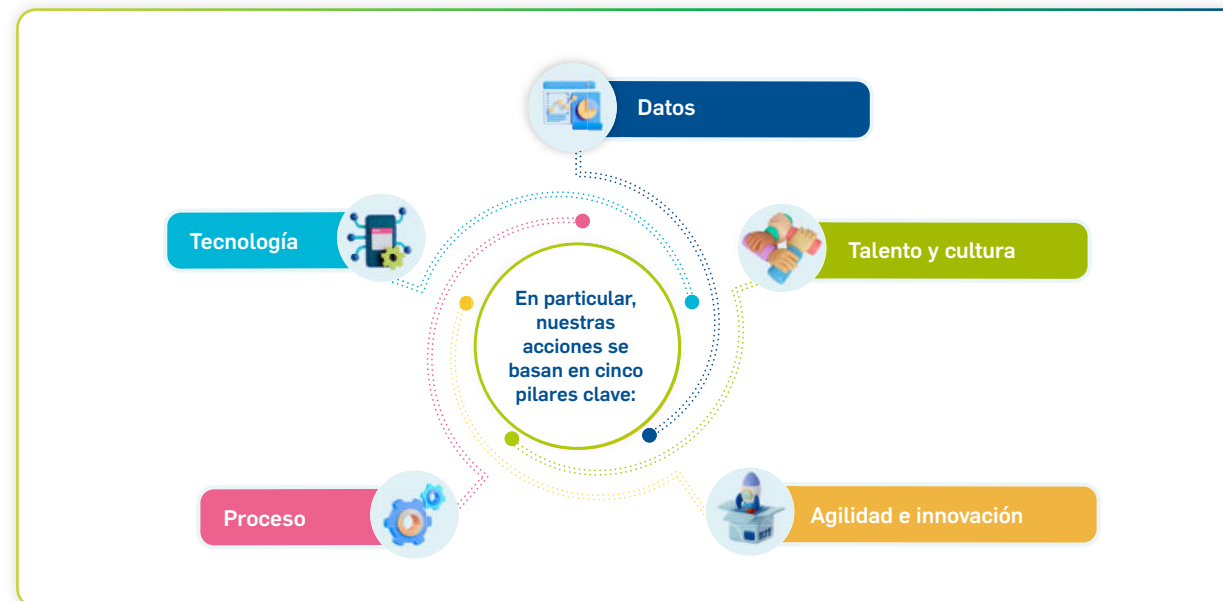 Datos
Tecnología
Talento y cultura
En particular,
nuestras
acciones se
basan en cinco
pilares clave:
Proceso
Agilidad e innovación